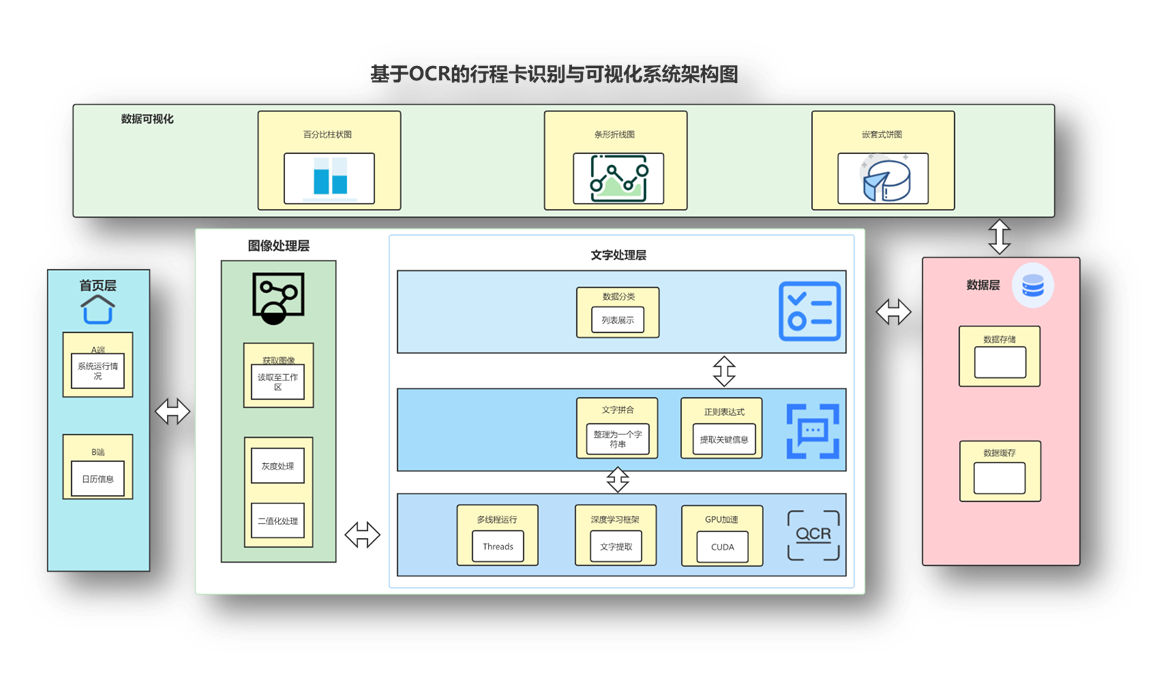 基于OCR的行程卡识别与可视化系统架构图
数据可视化
百分比柱状图
条形折线图
嵌套式饼图
首页层
A端
系统运行情
况
B端
日历信息
图像处理层
获取图像
读取至工作
区
灰度处理
二值化处理
文字处理层
数据分类
列表展示
文字拼合
整理为一个字
符串
正则表达式
提取关键信息
多线程运行
Threads
深度学习框架
文字提取
GPU加速
CUDA
OCR
数据层
数据存储
数据缓存